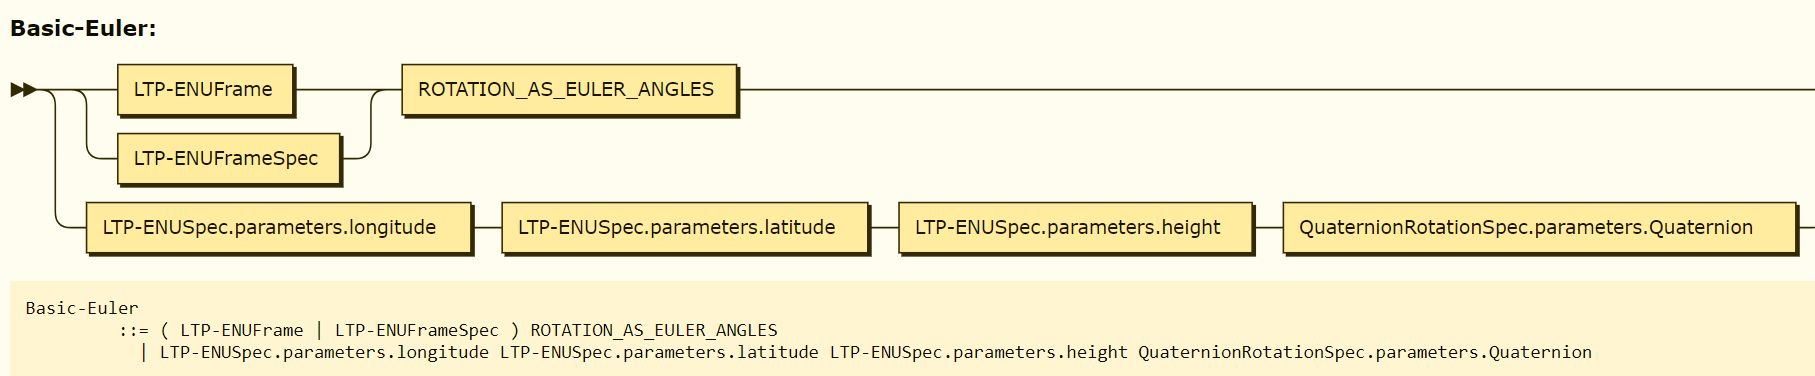 Basic-Euler:
LTP-ENUFrame ROTATION_AS_EULER_ANGLES
LTP-ENUFrameSpec
LTP-ENUSpec.parameters.longitude LTP-ENUSpec.parameters.latitude LTP-ENUSpec.parameters.height QuaternionRotationSpec.parameters.Quaternion
Basic-Euler
::= ( LTP-ENUFrame | LTP-ENUFrameSpec ) ROTATION_AS_EULER_ANGLES
| LTP-ENUSpec.parameters.longitude LTP-ENUSpec.parameters.latitude LTP-ENUSpec.parameters.height QuaternionRotationSpec.parameters.Quaternion